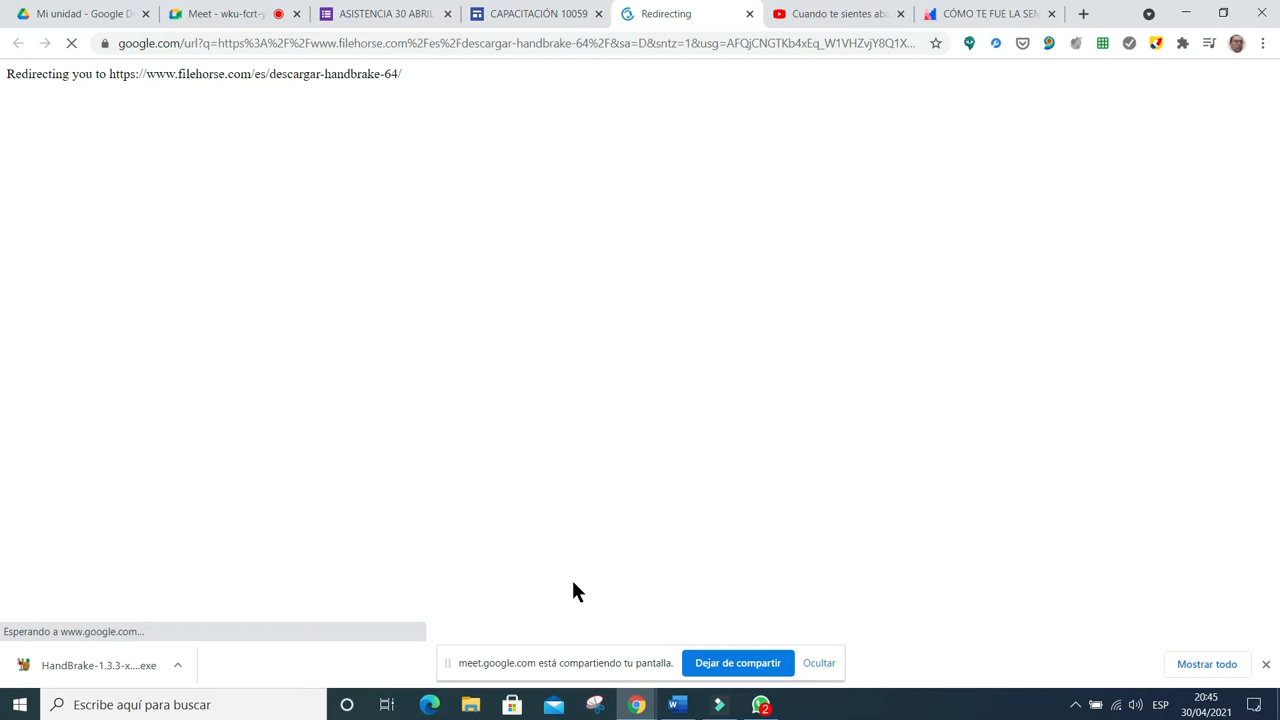 Mi unidad - Google D
Meet - wku-fcrt-y
ASISTENCIA 30 ABRIL
CAPACITACIÓN 10059
Redirecting
Cuando te sientes aba
CÓMO TE FUE LA SEM
google.com/url?q=https%3A%2F%2Fwww.filehorse.com%2Fes%2Fdescargar-handbrake-64%2F&sa=D&sntz=1&usg=AFQjCNGTKb4xEq_W1VHZvjY8Q1X...
Redirecting you to https://www.filehorse.com/es/descargar-handbrake-64/
Esperando a www.google.com...
HandBrake-1.3.3-x....exe
meet.google.com está compartiendo tu pantalla.
Dejar de compartir
Ocultar
Mostrar todo
Escribe aquí para buscar
2
ESP
20:45
30/04/2021